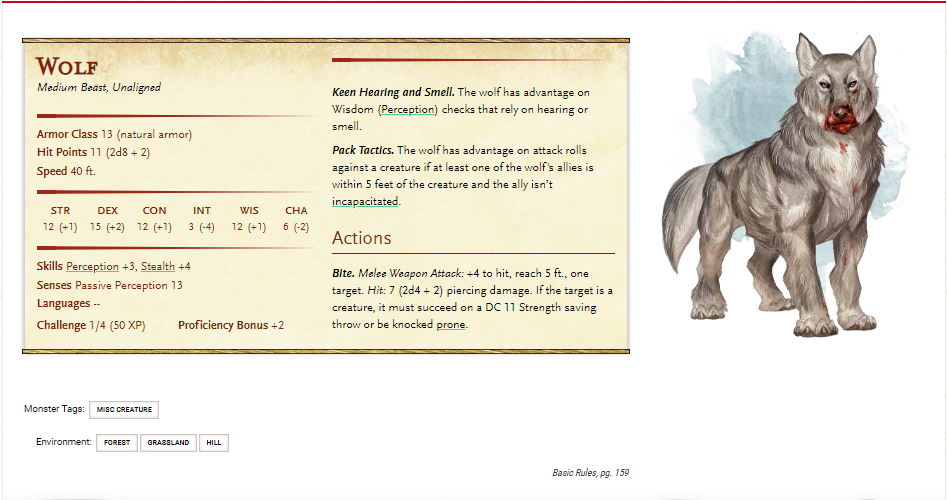 Wolf
Medium Beast, Unaligned
Armor Class 13 (natural armor)
Hit Points 11 (2d8 + 2)
Speed 40 ft.
STR DEX CON INT WIS CHA
12 (+1) 15 (+2) 12 (+1) 3 (-4) 12 (+1) 6 (-2)
Skills Perception +3, Stealth +4
Senses Passive Perception 13
Languages --
Challenge 1/4 (50 XP) Proficiency Bonus +2
Keen Hearing and Smell. The wolf has advantage on
Wisdom (Perception) checks that rely on hearing or
smell.
Pack Tactics. The wolf has advantage on attack rolls
against a creature if at least one of the wolf's allies is
within 5 feet of the creature and the ally isn't
incapacitated.
Actions
Bite. Melee Weapon Attack: +4 to hit, reach 5 ft., one
target. Hit: 7 (2d4 + 2) piercing damage. If the target is a
creature, it must succeed on a DC 11 Strength saving
throw or be knocked prone.
Monster Tags: MISC CREATURE
Environment: FOREST GRASSLAND HILL
Basic Rules, pg. 159